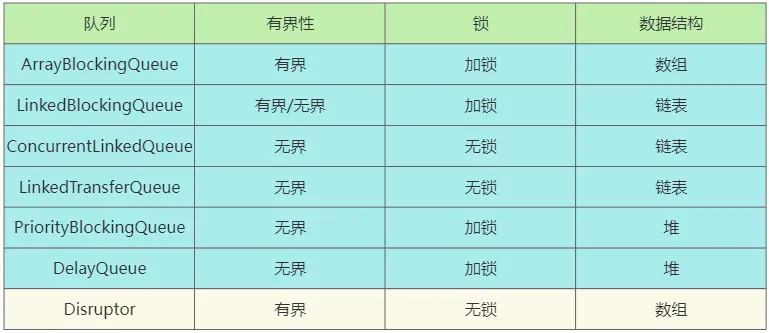 队列 有界性 锁 数据结构
ArrayBlockingQueue 有界 加锁 数组
LinkedBlockingQueue 有界/无界 加锁 链表
ConcurrentLinkedQueue 无界 无锁 链表
LinkedTransferQueue 无界 无锁 链表
PriorityBlockingQueue 无界 加锁 堆
DelayQueue 无界 加锁 堆
Disruptor 有界 无锁 数组